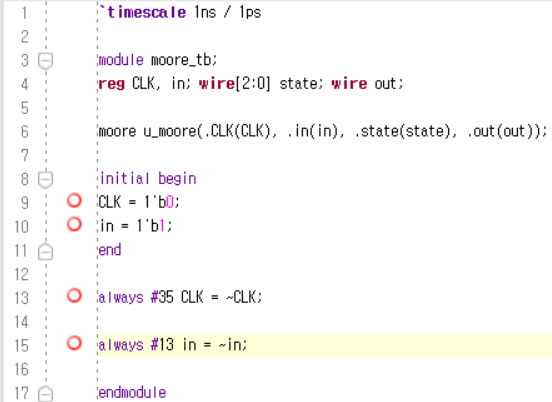 1 `timescale 1ns / 1ps
2
3 module moore_tb;
4 reg CLK, in; wire[2:0] state; wire out;
5
6 moore u_moore(.CLK(CLK), .in(in), .state(state), .out(out));
7
8 initial begin
9 CLK = 1'b0;
10 in = 1'b1;
11 end
12
13 always #35 CLK = ~CLK;
14
15 always #13 in = ~in;
16
17 endmodule